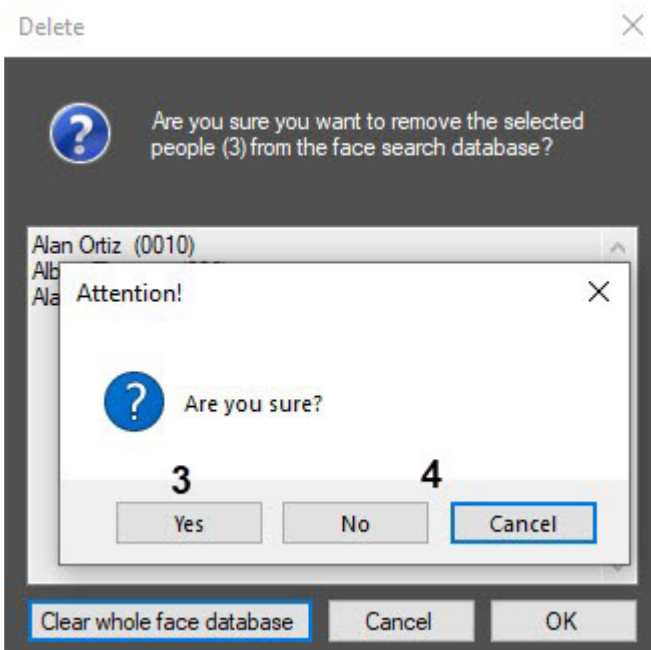 Delete
Are you sure you want to remove the selected
people (3) from the face search database?
Alan Ortiz (0010)
Attention!
Are you sure?
3
4
Yes
No
Cancel
Clear whole face database
Cancel
OK